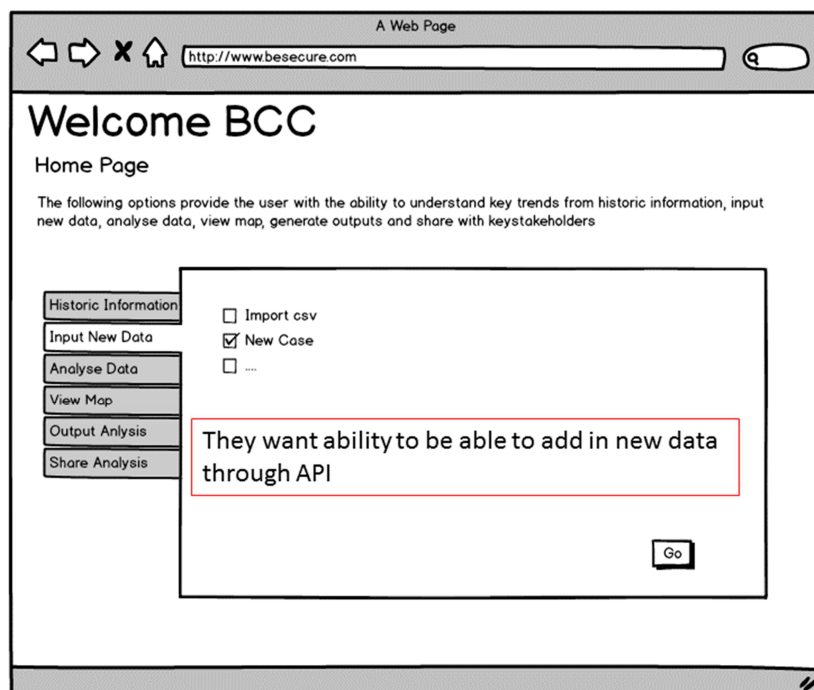 A Web Page
http://www.besecure.com
Welcome BCC
Home Page
The following options provide the user with the ability to understand key trends from historic information, input
new data, analyse data, view map, generate outputs and share with keystakeholders
Historic Information
Input New Data
Analyse Data
View Map
Output Anlysis
Share Analysis
Import csv
New Case
....
They want ability to be able to add in new data
through API
Go